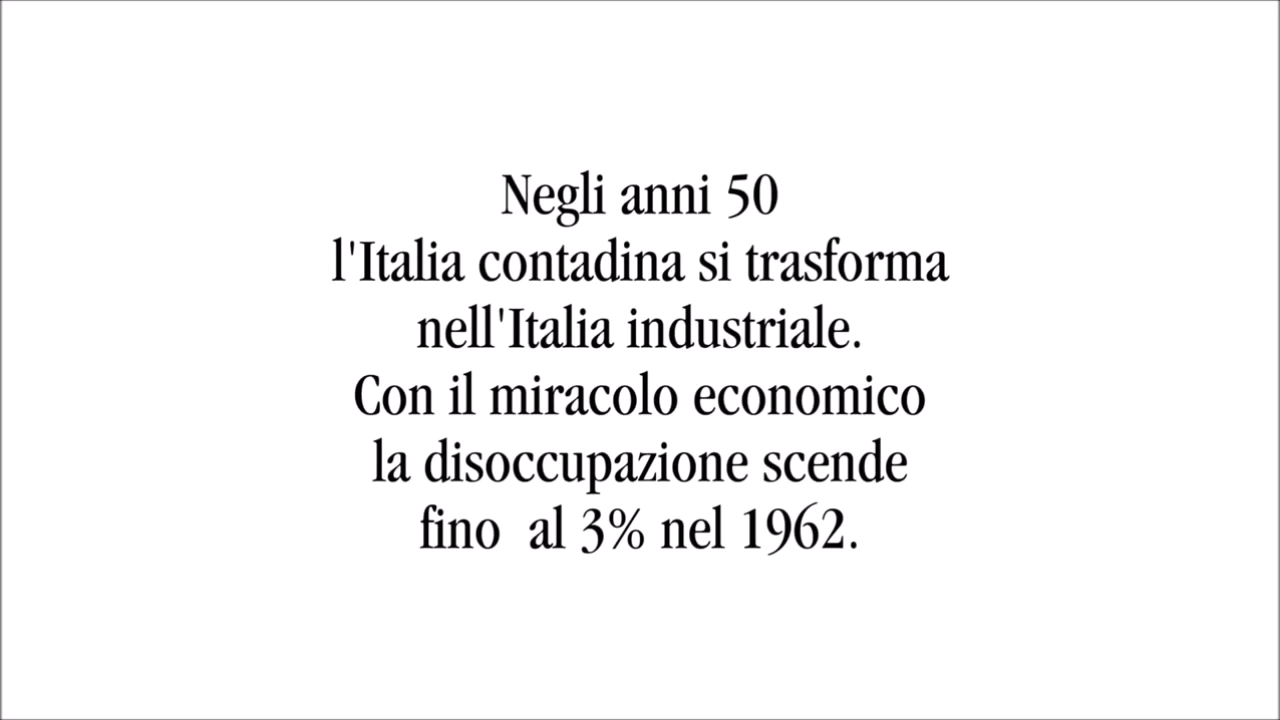 Negli anni 50
l'Italia contadina si trasforma
nell'Italia industriale.
Con il miracolo economico
la disoccupazione scende
fino  al 3% nel 1962.